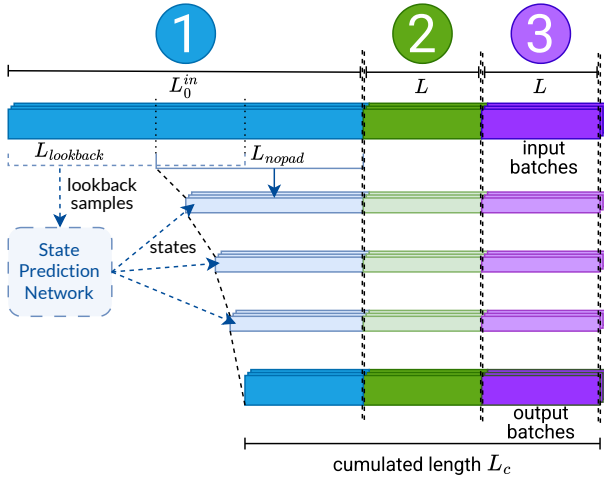 1
2
3
L_0^{in}
L
L
L_{lookback}
L_{nopad}
input
batches
lookback
samples
State
Prediction
Network
states
output
batches
cumulated length L_c